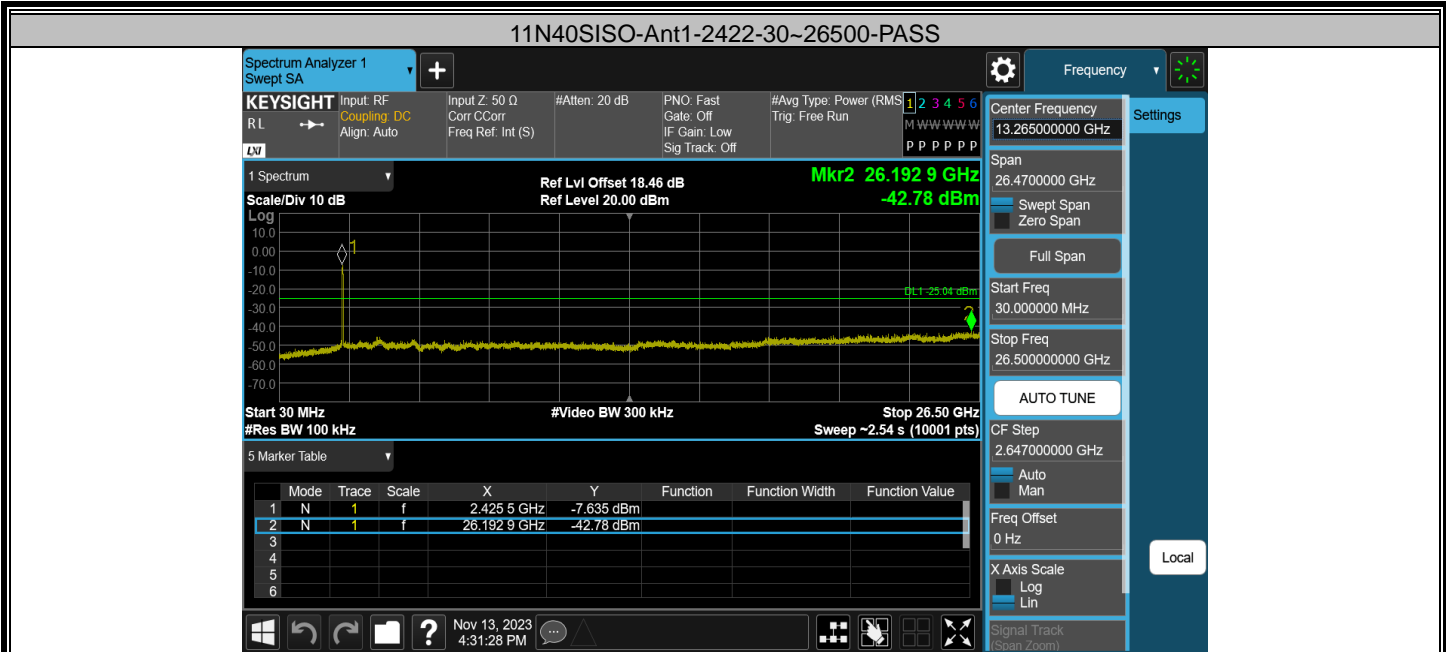 11N40SISO-Ant1-2422-30~26500-PASS
Spectrum Analyzer 1
Swept SA
Frequency
KEYSIGHT
RL
LXI
Input: RF
Coupling: DC
Align: Auto
Input Z: 50 Ω
Corr CCorr
Freq Ref: Int (S)
#Atten: 20 dB
PNO: Fast
Gate: Off
IF Gain: Low
Sig Track: Off
#Avg Type: Power (RMS
Trig: Free Run
1 2 3 4 5 6
M W W W W W
P P P P P P
1 Spectrum
Scale/Div 10 dB
Ref Lvl Offset 18.46 dB
Ref Level 20.00 dBm
Mkr2 26.192 9 GHz
-42.78 dBm
Log
10.0
0.00
-10.0
-20.0
-30.0
-40.0
-50.0
-60.0
-70.0
1
DL1 -25.04 dBm
2
Start 30 MHz
#Video BW 300 kHz
Stop 26.50 GHz
#Res BW 100 kHz
Sweep ~2.54 s (10001 pts)
5 Marker Table
Mode Trace Scale X Y Function Function Width Function Value
1 N 1 f 2.425 5 GHz -7.635 dBm
2 N 1 f 26.192 9 GHz -42.78 dBm
3
4
5
6
Nov 13, 2023
4:31:28 PM
Center Frequency
13.265000000 GHz
Span
26.4700000 GHz
Swept Span
Zero Span
Full Span
Start Freq
30.000000 MHz
Stop Freq
26.500000000 GHz
AUTO TUNE
CF Step
2.647000000 GHz
Auto
Man
Freq Offset
0 Hz
X Axis Scale
Log
Lin
Signal Track
(Span Zoom)
Settings
Local